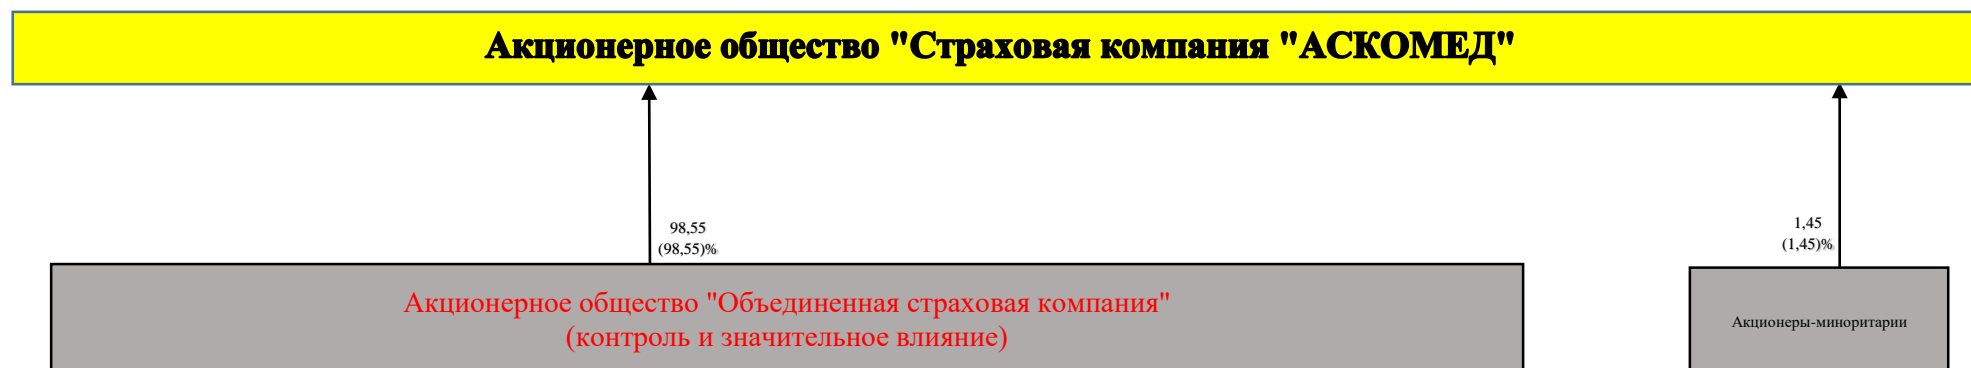 Акционерное общество "Страховая компания "АСКОМЕД"
98,55
(98,55)%
1,45
(1,45)%
Акционерное общество "Объединенная страховая компания"
(контроль и значительное влияние)
Акционеры-миноритарии